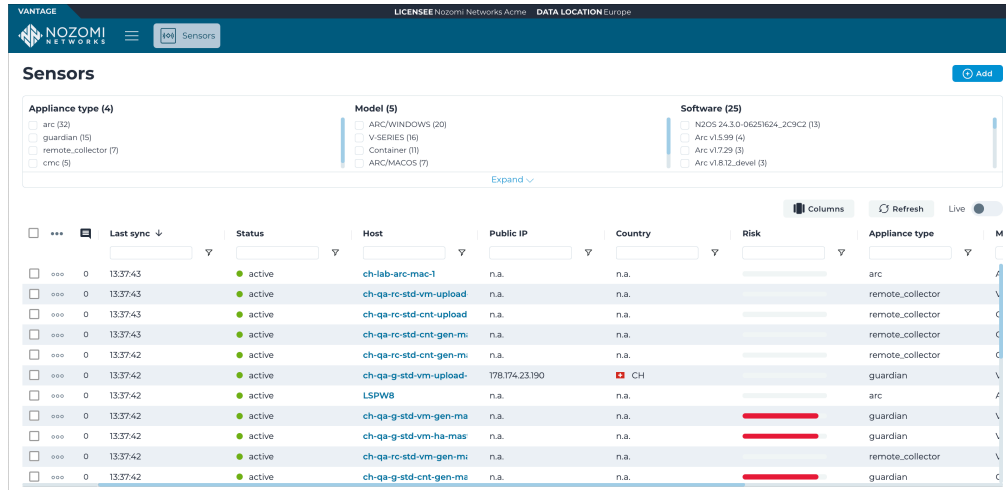 VANTAGE
LICENSEE Nozomi Networks Acme DATA LOCATION Europe
NOZOMI NETWORKS
Sensors
Sensors
Add
Appliance type (4) Model (5) Software (25)
arc (32) ARC/WINDOWS (20) N2OS 24.3.0-06251624_2C9C2 (13)
guardian (15) V-SERIES (16) Arc v1.5.99 (4)
remote_collector (7) Container (11) Arc v1.7.29 (3)
cmc (5) ARC/MACOS (7) Arc v1.8.12_devel (3)
Expand
Columns Refresh Live
Last sync Status Host Public IP Country Risk Appliance type M
0 13:37:43 active ch-lab-arc-mac-1 n.a. n.a. arc
0 13:37:43 active ch-qa-rc-std-vm-upload- n.a. n.a. remote_collector
0 13:37:43 active ch-qa-rc-std-cnt-upload n.a. n.a. remote_collector
0 13:37:43 active ch-qa-rc-std-cnt-gen-ma n.a. n.a. remote_collector
0 13:37:42 active ch-qa-rc-std-cnt-gen-ma n.a. n.a. remote_collector
0 13:37:42 active ch-qa-g-std-vm-upload- 178.174.23.190 CH guardian
0 13:37:42 active LSPW8 n.a. n.a. arc
0 13:37:42 active ch-qa-g-std-vm-gen-ma n.a. n.a. guardian
0 13:37:42 active ch-qa-g-std-vm-ha-mas n.a. n.a. guardian
0 13:37:42 active ch-qa-rc-std-vm-gen-ma n.a. n.a. remote_collector
0 13:37:42 active ch-qa-g-std-cnt-gen-ma n.a. n.a. guardian